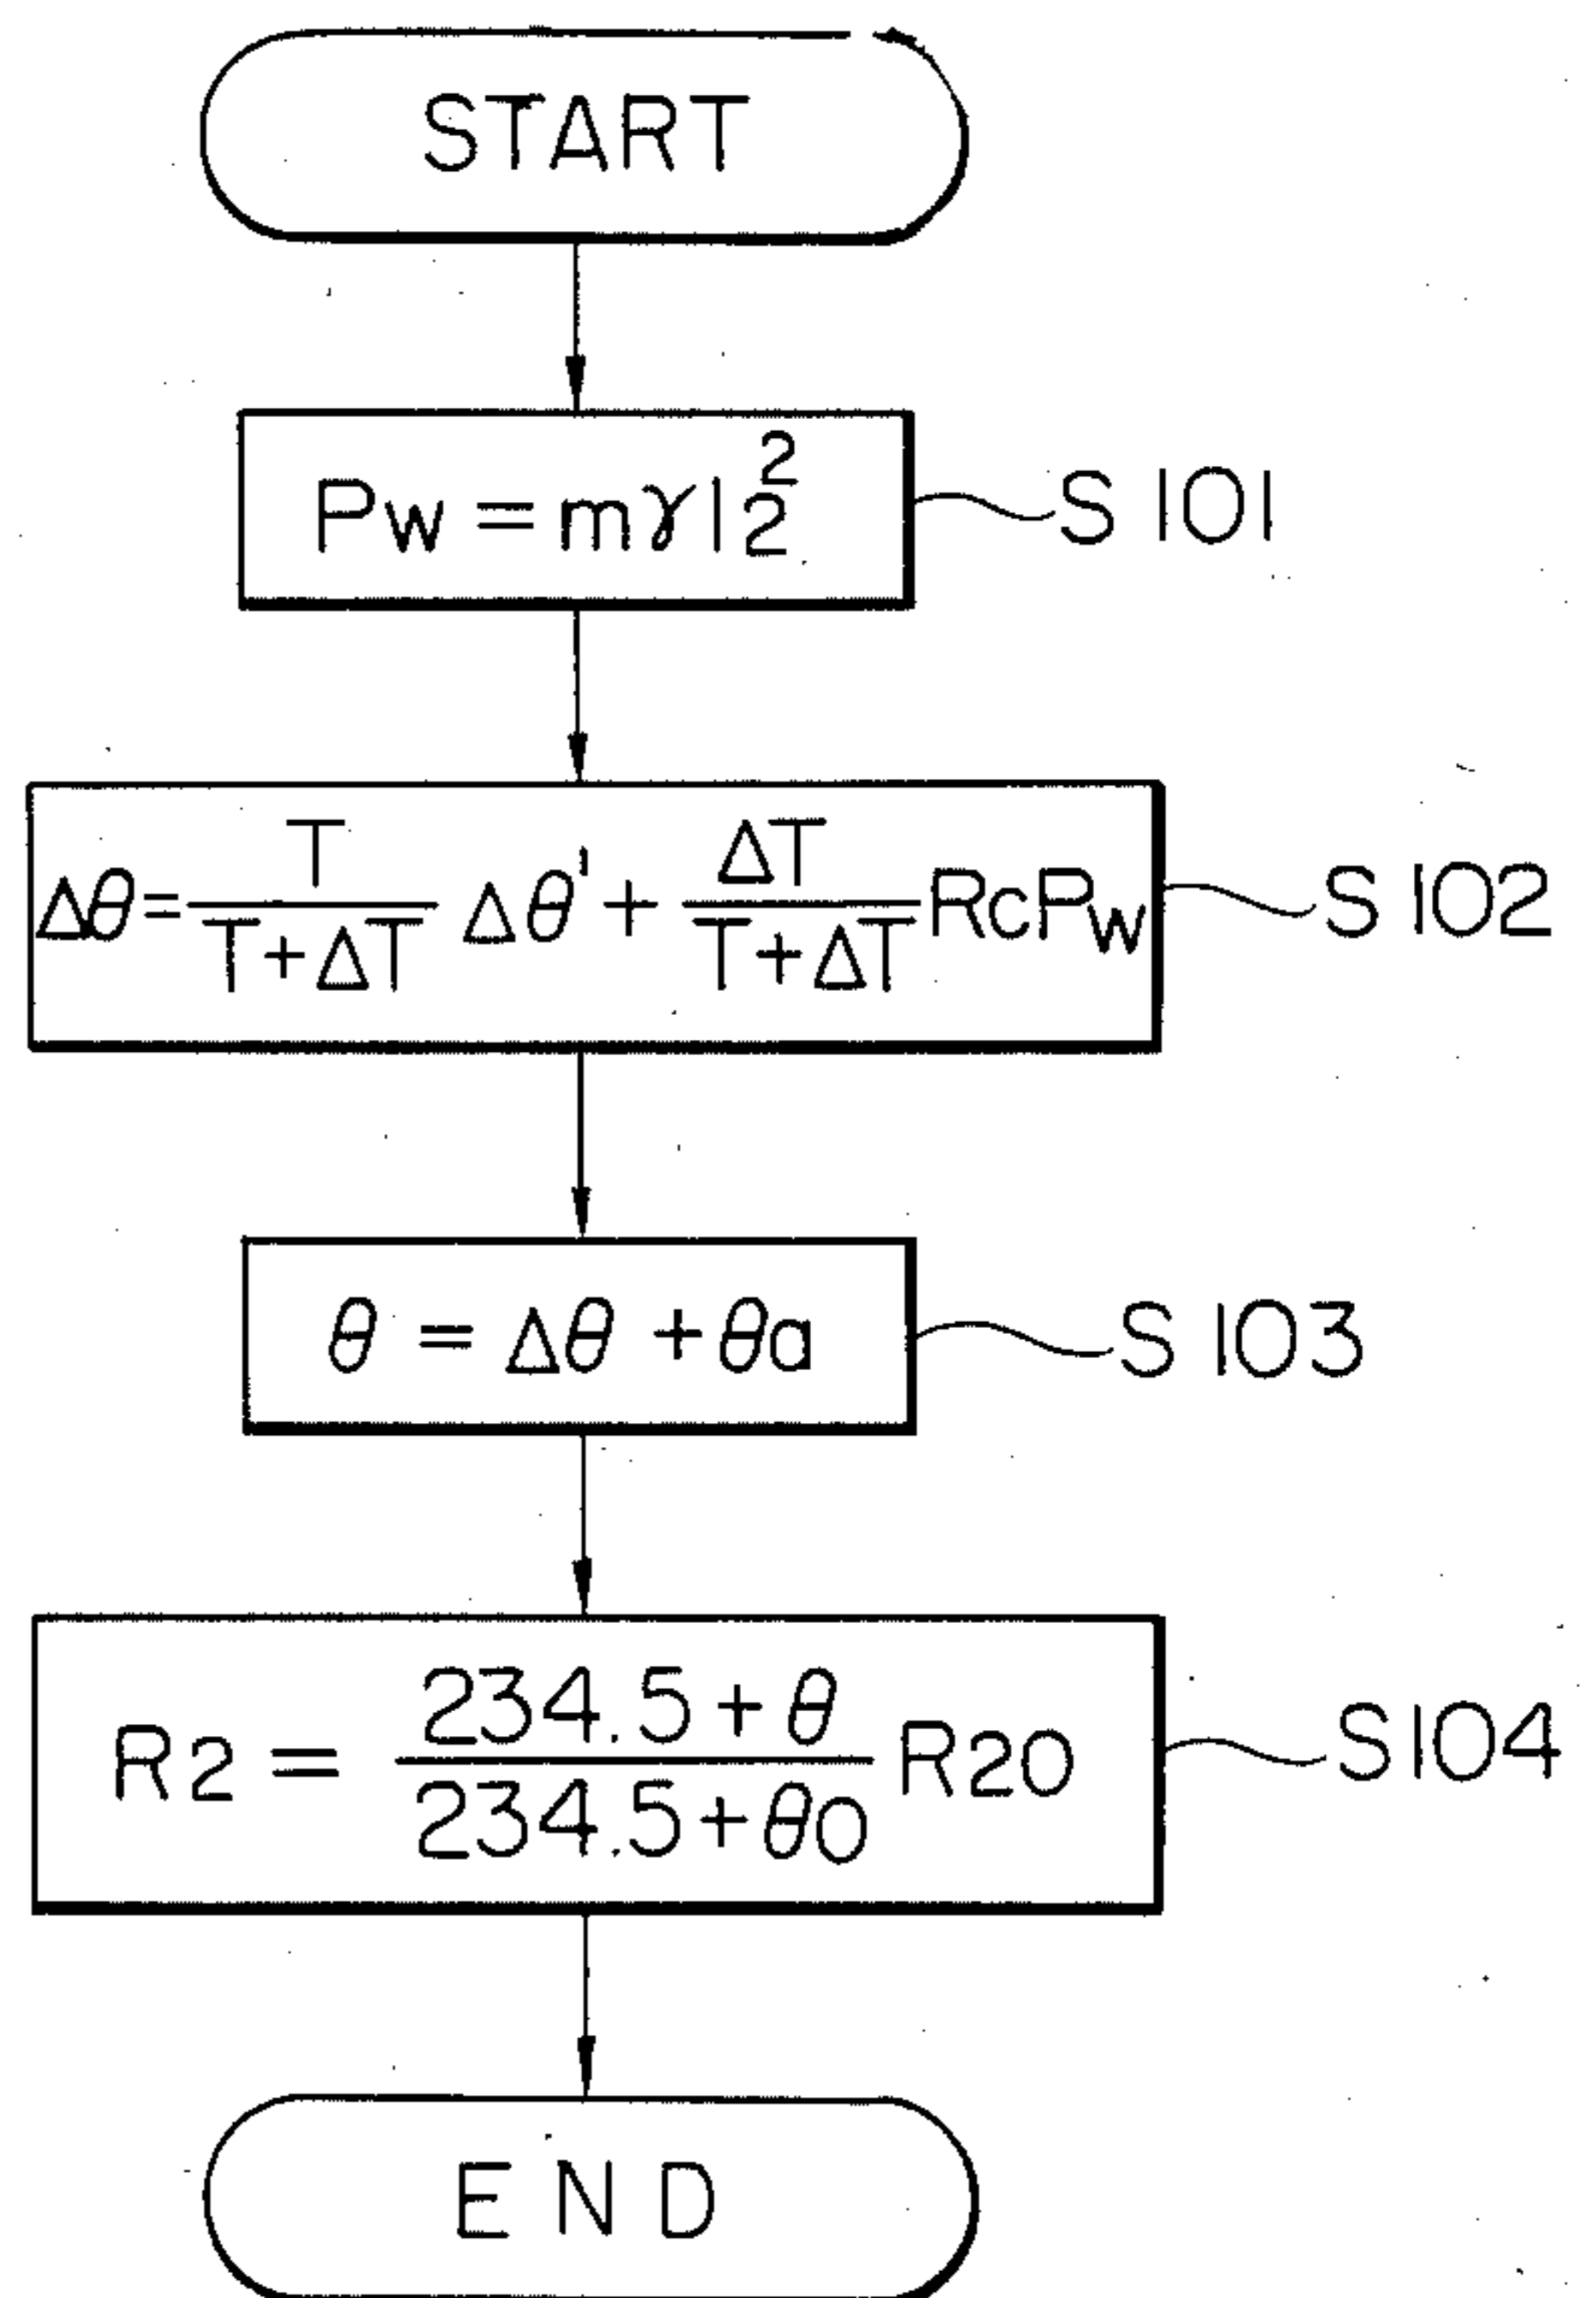 START
Pw = mγI2²
S101
Δθ = T/(T+ΔT) Δθ' + ΔT/(T+ΔT) RcPw
S102
θ = Δθ + θa
S103
R2 = (234.5+θ)/(234.5+θo) R20
S104
END